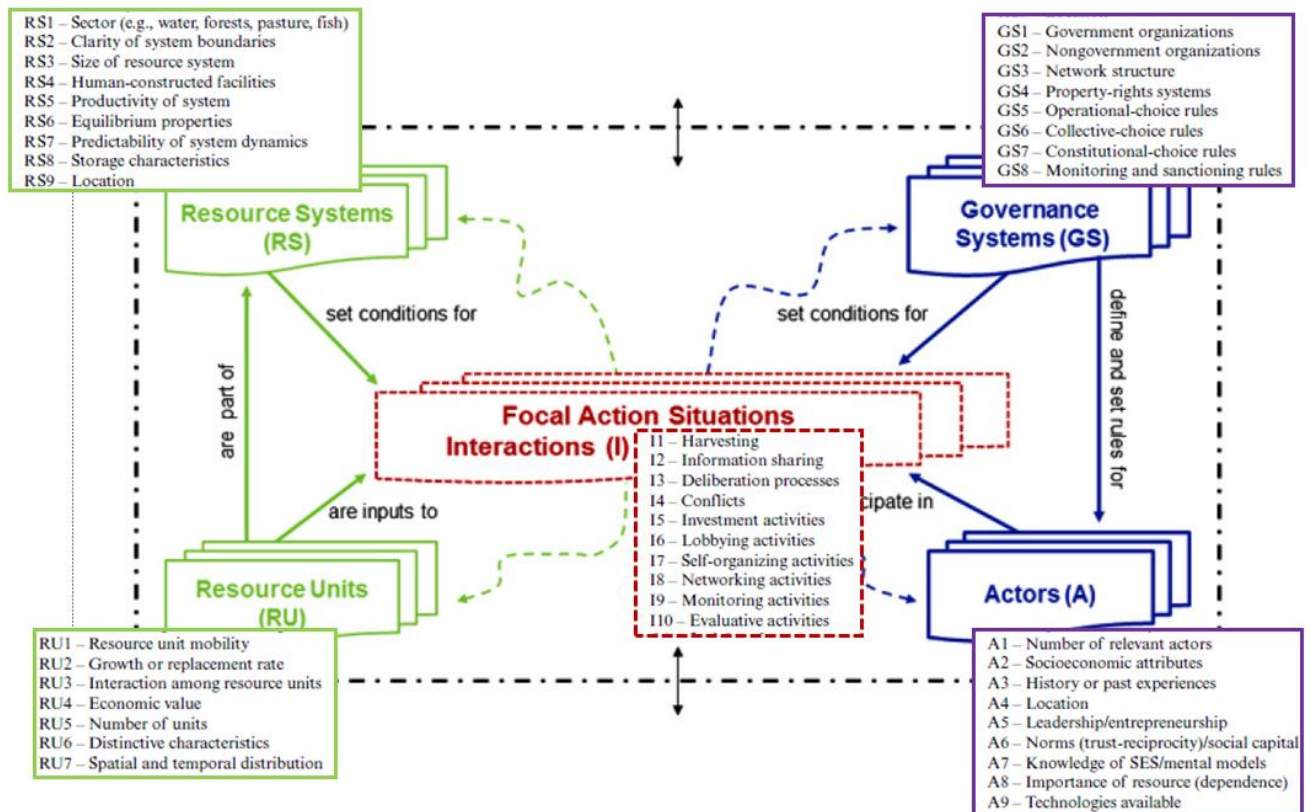 RS1 – Sector (e.g., water, forests, pasture, fish)
RS2 – Clarity of system boundaries
RS3 – Size of resource system
RS4 – Human-constructed facilities
RS5 – Productivity of system
RS6 – Equilibrium properties
RS7 – Predictability of system dynamics
RS8 – Storage characteristics
RS9 – Location
GS1 – Government organizations
GS2 – Nongovernment organizations
GS3 – Network structure
GS4 – Property-rights systems
GS5 – Operational-choice rules
GS6 – Collective-choice rules
GS7 – Constitutional-choice rules
GS8 – Monitoring and sanctioning rules
Resource Systems
(RS)
Governance
Systems (GS)
set conditions for
set conditions for
are part of
define and set rules for
Focal Action Situations
Interactions (I)
I1 – Harvesting
I2 – Information sharing
I3 – Deliberation processes
I4 – Conflicts
I5 – Investment activities
I6 – Lobbying activities
I7 – Self-organizing activities
I8 – Networking activities
I9 – Monitoring activities
I10 – Evaluative activities
are inputs to
cipate in
Resource Units
(RU)
Actors (A)
RU1 – Resource unit mobility
RU2 – Growth or replacement rate
RU3 – Interaction among resource units
RU4 – Economic value
RU5 – Number of units
RU6 – Distinctive characteristics
RU7 – Spatial and temporal distribution
A1 – Number of relevant actors
A2 – Socioeconomic attributes
A3 – History or past experiences
A4 – Location
A5 – Leadership/entrepreneurship
A6 – Norms (trust-reciprocity)/social capital
A7 – Knowledge of SES/mental models
A8 – Importance of resource (dependence)
A9 – Technologies available